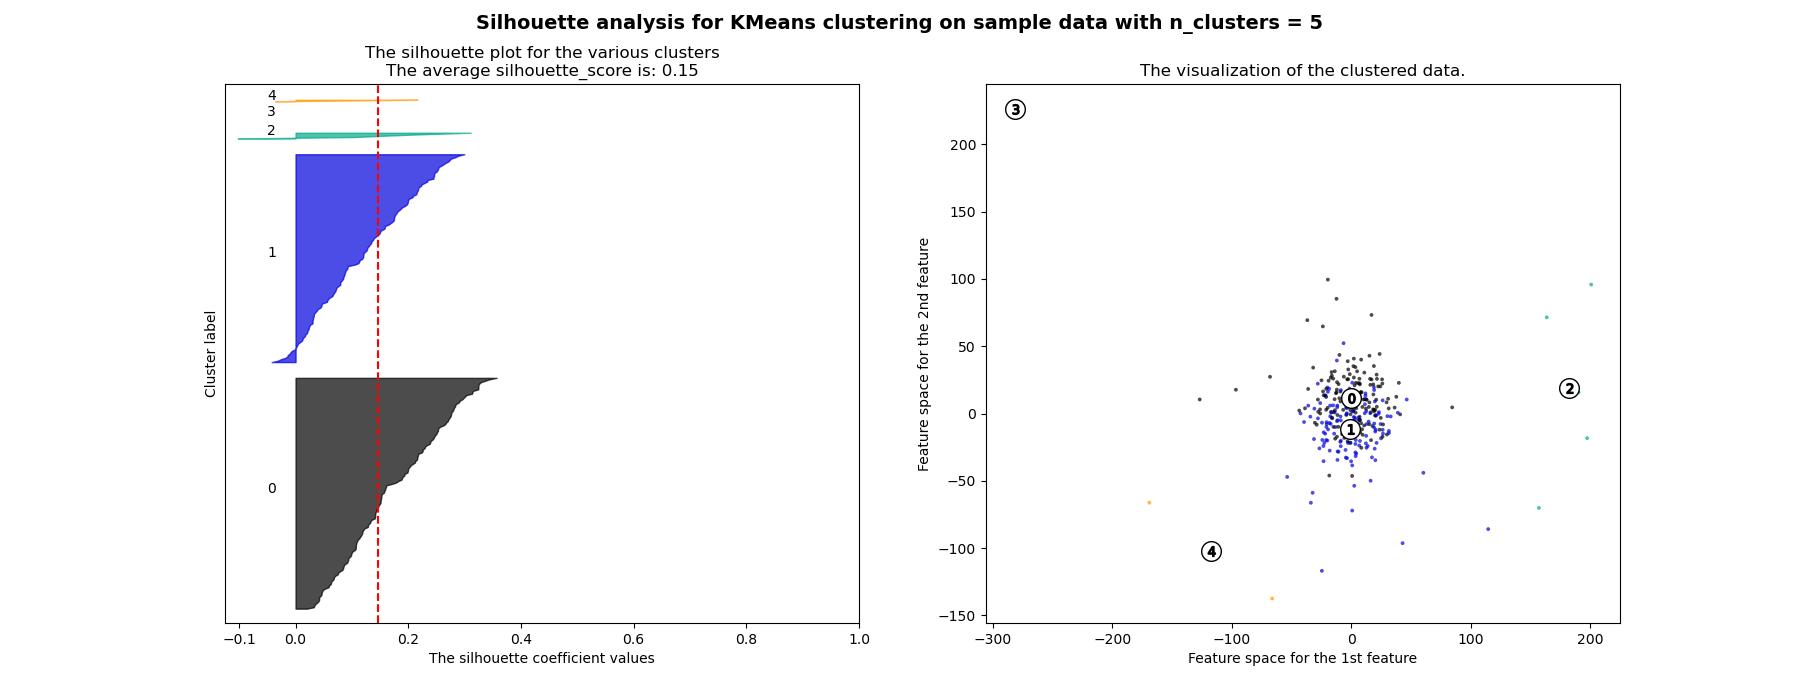 Silhouette analysis for KMeans clustering on sample data with n_clusters = 5
The silhouette plot for the various clusters
The average silhouette_score is: 0.15
4
3
2
1
0
Cluster label
−0.1 0.0 0.2 0.4 0.6 0.8 1.0
The silhouette coefficient values
The visualization of the clustered data.
3
2
0
1
4
Feature space for the 2nd feature
200
150
100
50
0
−50
−100
−150
−300 −200 −100 0 100 200
Feature space for the 1st feature